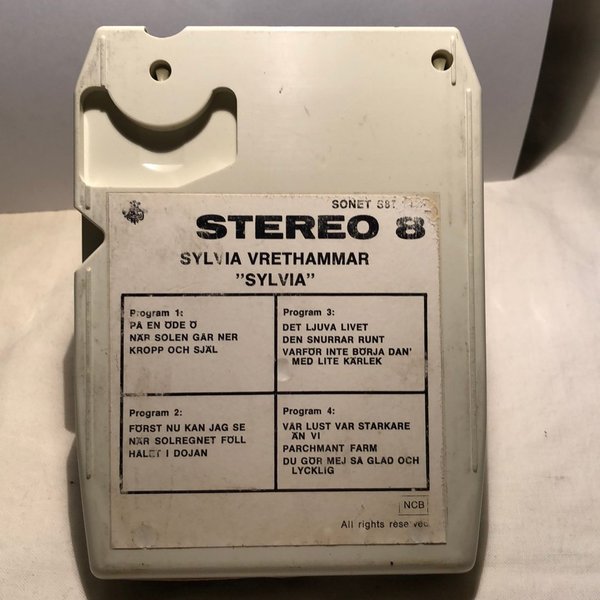 SONET S8T
STEREO 8
SYLVIA VRETHAMMAR
"SYLVIA"
Program 1:
PÅ EN ÖDE Ö
NÄR SOLEN GÅR NER
KROPP OCH SJÄL
Program 2:
FÖRST NU KAN JAG SE
NÄR SOLREGNET FÖLL
HÅLET I DOJAN
Program 3:
DET LJUVA LIVET
DEN SNURRAR RUNT
VARFÖR INTE BÖRJA DAN'
MED LITE KÄRLEK
Program 4:
VÅR LUST VAR STARKARE
ÄN VI
PARCHMANT FARM
DU GÖR MEJ SÅ GLAD OCH
LYCKLIG
NCB
All rights reserved